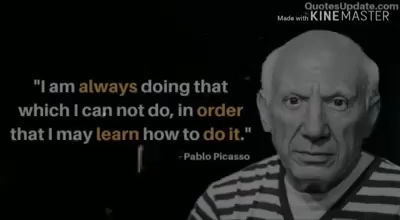 QuotesUpdate.com
Made with KINEMASTER
"I am always doing that
which I can not do, in order
that I may learn how to do it."
- Pablo Picasso